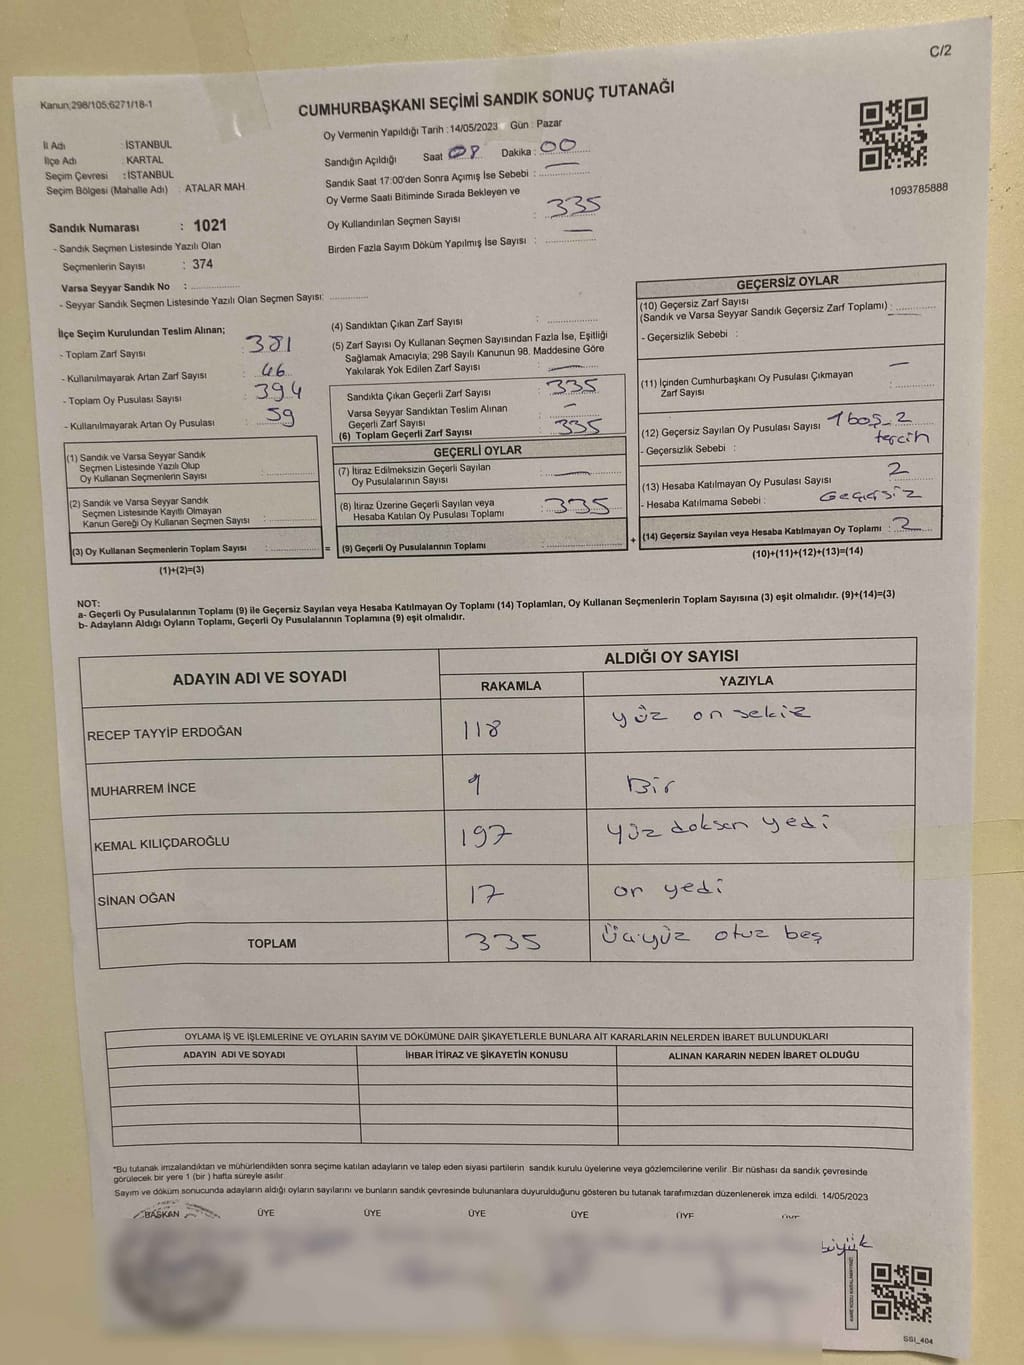 C/2
Kanun;298/105;6271/18-1
CUMHURBAŞKANI SEÇİMİ SANDIK SONUÇ TUTANAĞI
İl Adı : İSTANBUL
İlçe Adı : KARTAL
Seçim Çevresi : İSTANBUL
Seçim Bölgesi (Mahalle Adı) : ATALAR MAH.
Oy Vermenin Yapıldığı Tarih : 14/05/2023 Gün : Pazar
Sandığın Açıldığı Saat 08 Dakika : 00
Sandık Saat 17:00'den Sonra Açımış İse Sebebi :
Oy Verme Saati Bitiminde Sırada Bekleyen ve
Oy Kullandırılan Seçmen Sayısı : 335
Birden Fazla Sayım Döküm Yapılmış İse Sayısı :
1093785888
Sandık Numarası : 1021
- Sandık Seçmen Listesinde Yazılı Olan
Seçmenlerin Sayısı : 374
Varsa Seyyar Sandık No :
- Seyyar Sandık Seçmen Listesinde Yazılı Olan Seçmen Sayısı:
İlçe Seçim Kurulundan Teslim Alınan;
- Toplam Zarf Sayısı : 381
- Kullanılmayarak Artan Zarf Sayısı : 46
- Toplam Oy Pusulası Sayısı : 394
- Kullanılmayarak Artan Oy Pusulası : 59
(1) Sandık ve Varsa Seyyar Sandık
Seçmen Listesinde Yazılı Olup
Oy Kullanan Seçmenlerin Sayısı :
(2) Sandık ve Varsa Seyyar Sandık
Seçmen Listesinde Kayıtlı Olmayan
Kanun Gereği Oy Kullanan Seçmen Sayısı :
(3) Oy Kullanan Seçmenlerin Toplam Sayısı :
(1)+(2)=(3)
(4) Sandıktan Çıkan Zarf Sayısı :
(5) Zarf Sayısı Oy Kullanan Seçmen Sayısından Fazla İse, Eşitliği
Sağlamak Amacıyla; 298 Sayılı Kanunun 98. Maddesine Göre
Yakılarak Yok Edilen Zarf Sayısı :
Sandıkta Çıkan Geçerli Zarf Sayısı : 335
Varsa Seyyar Sandıktan Teslim Alınan
Geçerli Zarf Sayısı : -
(6) Toplam Geçerli Zarf Sayısı : 335
GEÇERLİ OYLAR
(7) İtiraz Edilmeksizin Geçerli Sayılan
Oy Pusulalarının Sayısı :
(8) İtiraz Üzerine Geçerli Sayılan veya
Hesaba Katılan Oy Pusulası Toplamı : 335
= (9) Geçerli Oy Pusulalarının Toplamı :
GEÇERSİZ OYLAR
(10) Geçersiz Zarf Sayısı
(Sandık ve Varsa Seyyar Sandık Geçersiz Zarf Toplamı) :
- Geçersizlik Sebebi :
(11) İçinden Cumhurbaşkanı Oy Pusulası Çıkmayan
Zarf Sayısı :
(12) Geçersiz Sayılan Oy Pusulası Sayısı : 1 boş_2
tercih
- Geçersizlik Sebebi :
(13) Hesaba Katılmayan Oy Pusulası Sayısı : 2
- Hesaba Katılmama Sebebi : Geçersiz
+ (14) Geçersiz Sayılan veya Hesaba Katılmayan Oy Toplamı : 2
(10)+(11)+(12)+(13)=(14)
NOT:
a- Geçerli Oy Pusulalarının Toplamı (9) ile Geçersiz Sayılan veya Hesaba Katılmayan Oy Toplamı (14) Toplamları, Oy Kullanan Seçmenlerin Toplam Sayısına (3) eşit olmalıdır. (9)+(14)=(3)
b- Adayların Aldığı Oyların Toplamı, Geçerli Oy Pusulalarının Toplamına (9) eşit olmalıdır.
ADAYIN ADI VE SOYADI
ALDIĞI OY SAYISI
RAKAMLA YAZIYLA
RECEP TAYYİP ERDOĞAN 118 yüz on sekiz
MUHARREM İNCE 1 Bir
KEMAL KILIÇDAROĞLU 197 yüz doksan yedi
SİNAN OĞAN 17 on yedi
TOPLAM 335 Üçyüz otuz beş
OYLAMA İŞ VE İŞLEMLERİNE VE OYLARIN SAYIM VE DÖKÜMÜNE DAİR ŞİKAYETLERLE BUNLARA AİT KARARLARIN NELERDEN İBARET BULUNDUKLARI
ADAYIN ADI VE SOYADI İHBAR İTİRAZ VE ŞİKAYETİN KONUSU ALINAN KARARIN NEDEN İBARET OLDUĞU
*Bu tutanak imzalandıktan ve mühürlendikten sonra seçime katılan adayların ve talep eden siyasi partilerin sandık kurulu üyelerine veya gözlemcilerine verilir. Bir nüshası da sandık çevresinde
görülecek bir yere 1 (bir ) hafta süreyle asılır.
Sayım ve döküm sonucunda adayların aldığı oyların sayılarını ve bunların sandık çevresinde bulunanlara duyurulduğunu gösteren bu tutanak tarafımızdan düzenlenerek imza edildi. 14/05/2023
BAŞKAN ÜYE ÜYE ÜYE ÜYE ÜYE ÜYE
büyük
SSI_404